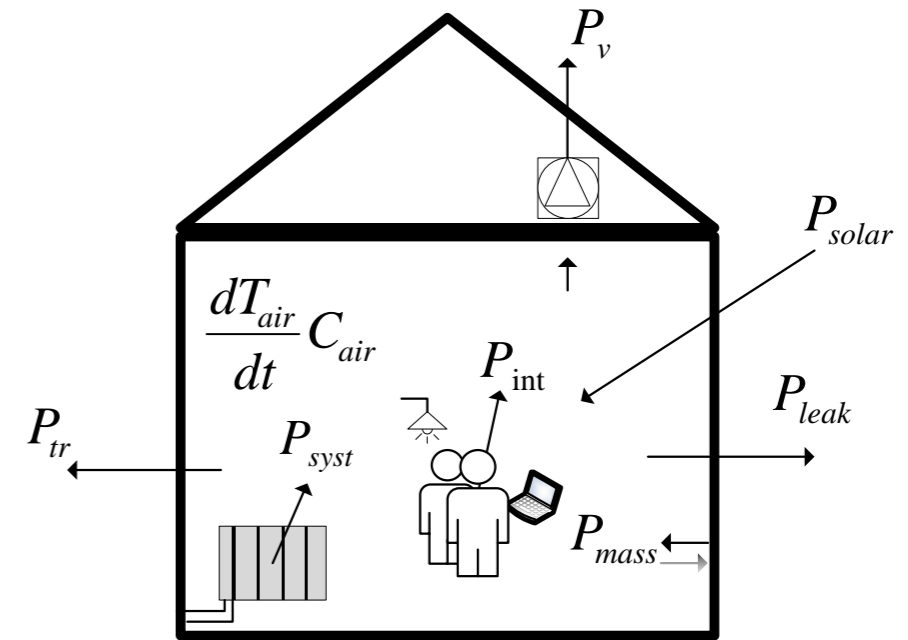 P_v
P_solar
dT_air
dt
C_air
P_int
P_leak
P_tr
P_syst
P_mass